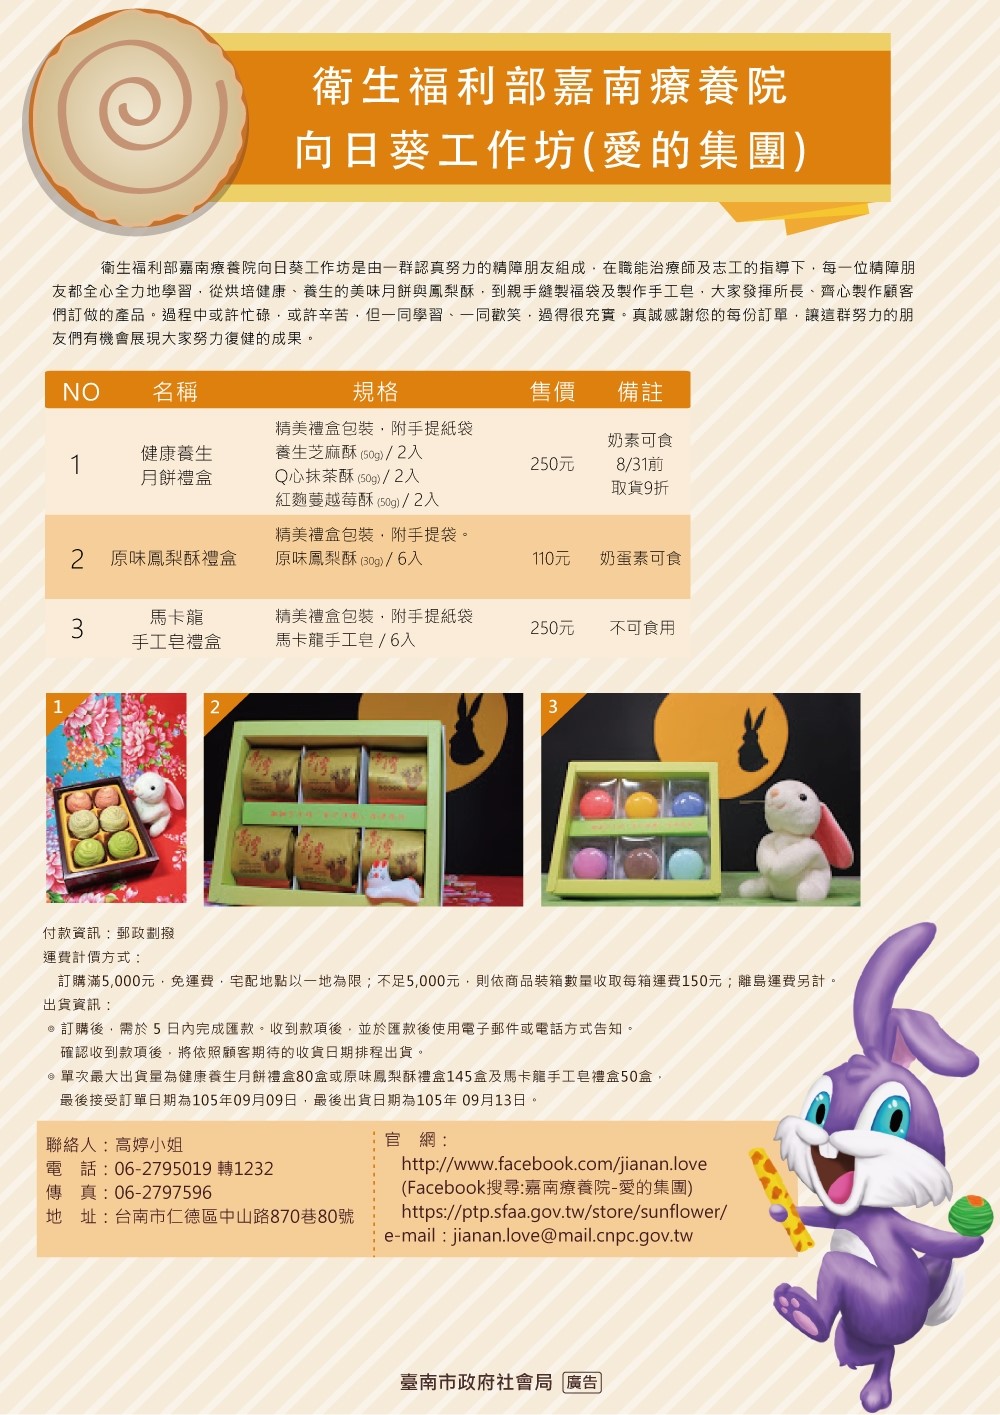 衛生福利部嘉南療養院
向日葵工作坊(愛的集團)
衛生福利部嘉南療養院向日葵工作坊是由一群認真努力的精障朋友組成，在職能治療師及志工的指導下，每一位精障朋
友都全心全力地學習，從烘培健康、養生的美味月餅與鳳梨酥，到親手縫製福袋及製作手工皂，大家發揮所長、齊心製作顧客
們訂做的產品。過程中或許忙碌，或許辛苦，但一同學習、一同歡笑，過得很充實。真誠感謝您的每份訂單，讓這群努力的朋
友們有機會展現大家努力復健的成果。
NO 名稱 規格 售價 備註
1 健康養生
月餅禮盒
精美禮盒包裝，附手提紙袋
養生芝麻酥 (50g) / 2入
Q心抹茶酥 (50g) / 2入
紅麴蔓越莓酥 (50g) / 2入
250元
奶素可食
8/31前
取貨9折
2 原味鳳梨酥禮盒
精美禮盒包裝，附手提袋。
原味鳳梨酥 (30g) / 6入
110元 奶蛋素可食
3 馬卡龍
手工皂禮盒
精美禮盒包裝，附手提紙袋
馬卡龍手工皂 / 6入
250元 不可食用
1
2
3
付款資訊：郵政劃撥
運費計價方式：
訂購滿5,000元，免運費，宅配地點以一地為限；不足5,000元，則依商品裝箱數量收取每箱運費150元；離島運費另計。
出貨資訊：
◎ 訂購後，需於 5 日內完成匯款。收到款項後，並於匯款後使用電子郵件或電話方式告知。
確認收到款項後，將依照顧客期待的收貨日期排程出貨。
◎ 單次最大出貨量為健康養生月餅禮盒80盒或原味鳳梨酥禮盒145盒及馬卡龍手工皂禮盒50盒，
最後接受訂單日期為105年09月09日，最後出貨日期為105年 09月13日。
聯絡人：高婷小姐
電　話：06-2795019 轉1232
傳　真：06-2797596
地　址：台南市仁德區中山路870巷80號
官　網：
http://www.facebook.com/jianan.love
(Facebook搜尋:嘉南療養院-愛的集團)
https://ptp.sfaa.gov.tw/store/sunflower/
e-mail：jianan.love@mail.cnpc.gov.tw
臺南市政府社會局 廣告